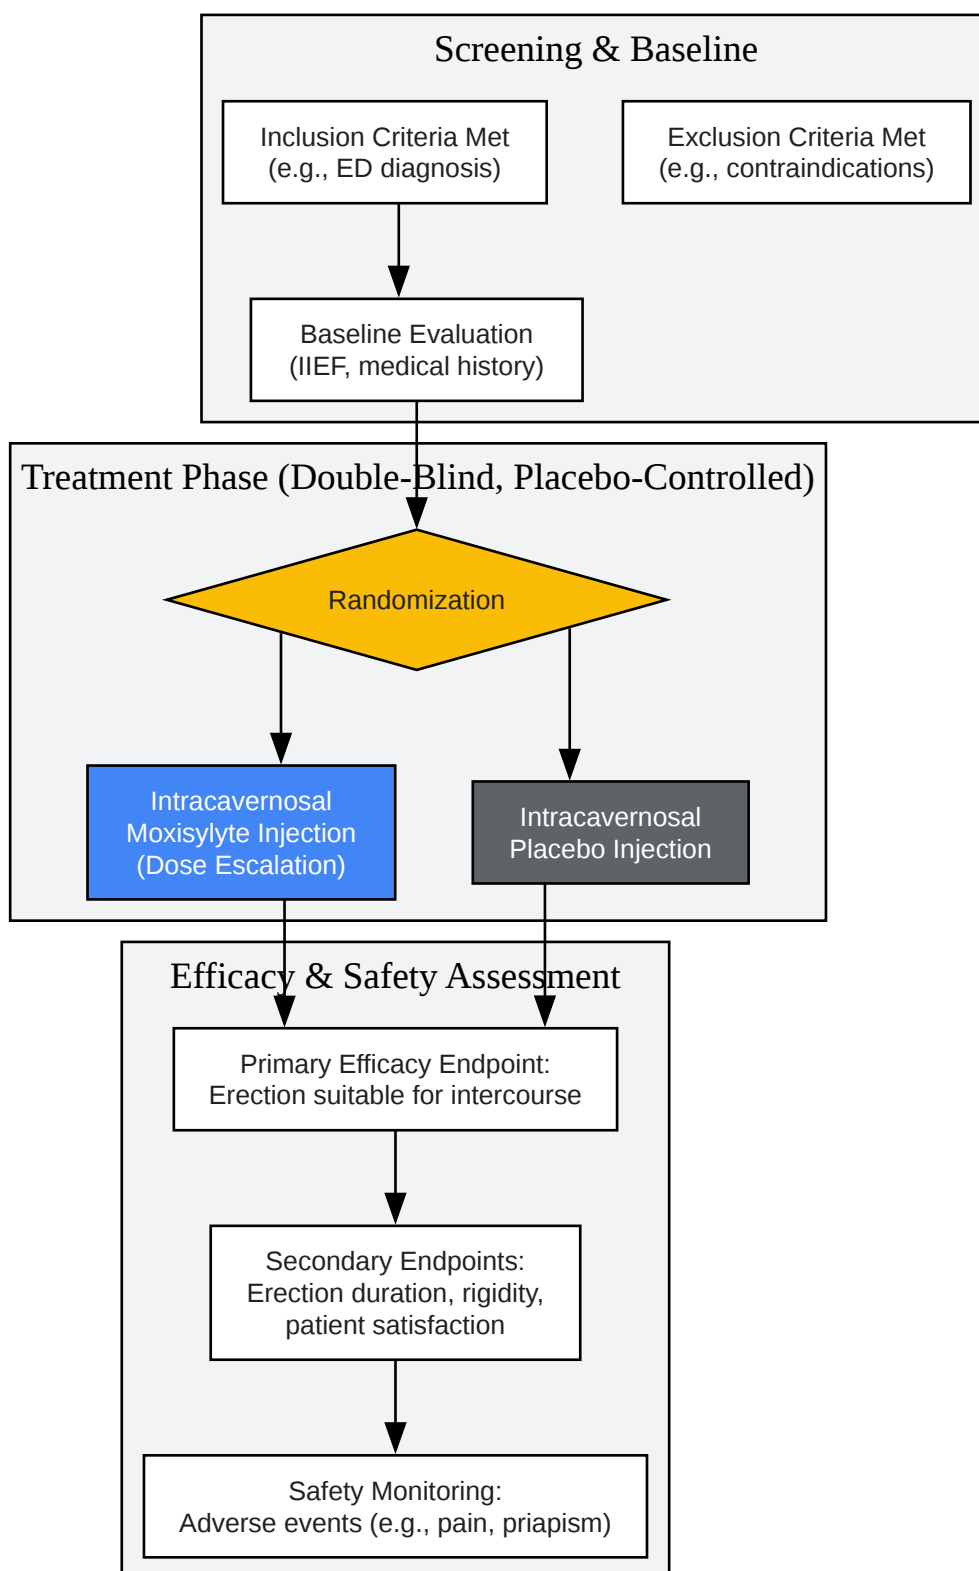 Screening & Baseline
Inclusion Criteria Met
(e.g., ED diagnosis)
Exclusion Criteria Met
(e.g., contraindications)
Baseline Evaluation
(IIEF, medical history)
Treatment Phase (Double-Blind, Placebo-Controlled)
Randomization
Intracavernosal
Moxisylyte Injection
(Dose Escalation)
Intracavernosal
Placebo Injection
Efficacy & Safety Assessment
Primary Efficacy Endpoint:
Erection suitable for intercourse
Secondary Endpoints:
Erection duration, rigidity,
patient satisfaction
Safety Monitoring:
Adverse events (e.g., pain, priapism)